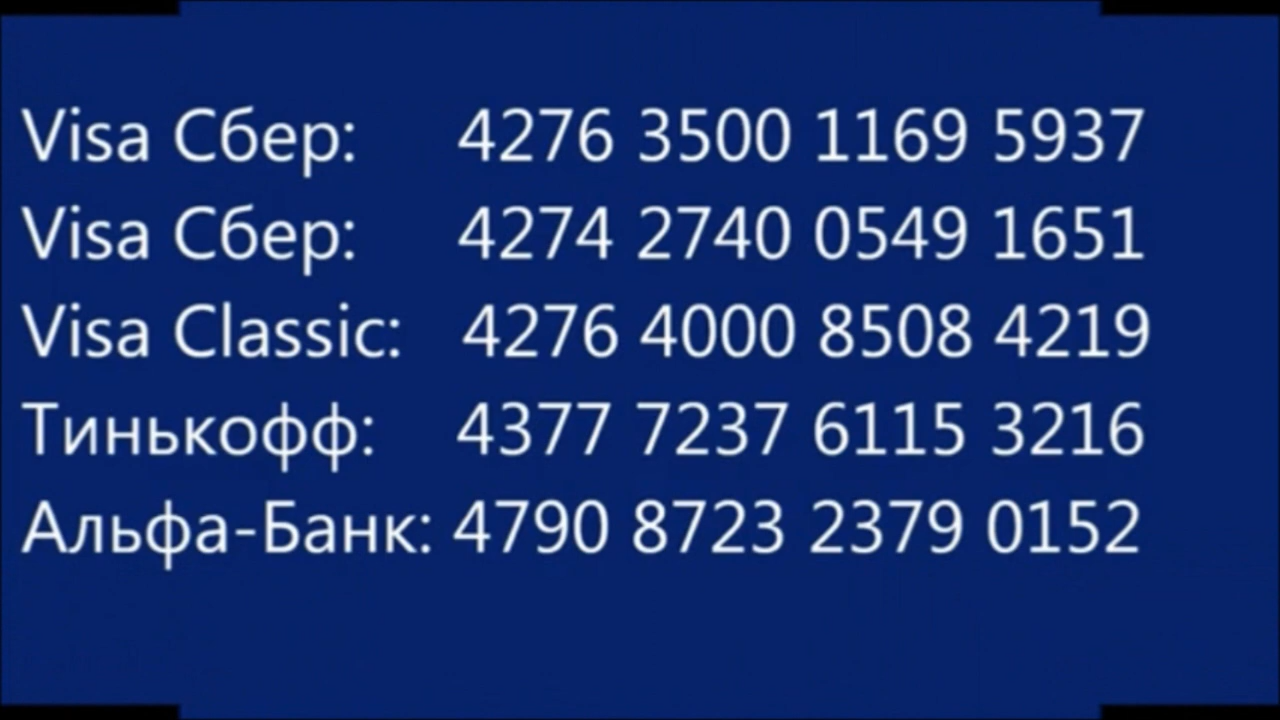 Visa Сбер: 4276 3500 1169 5937
Visa Сбер: 4274 2740 0549 1651
Visa Classic: 4276 4000 8508 4219
Тинькофф: 4377 7237 6115 3216
Альфа-Банк: 4790 8723 2379 0152